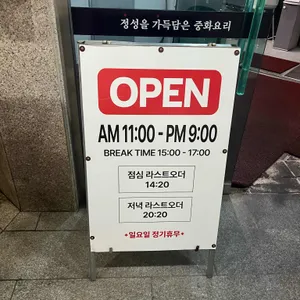 정성을 가득담은 중화요리
OPEN
AM 11:00 - PM 9:00
BREAK TIME 15:00 - 17:00
점심 라스트오더
14:20
저녁 라스트오더
20:20
*일요일 정기휴무*